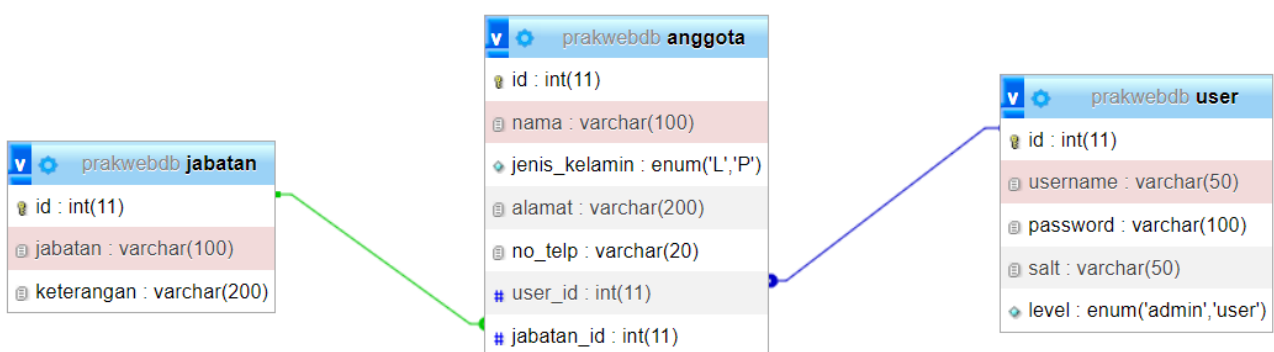 prakwebdb jabatan
id : int(11)
jabatan : varchar(100)
keterangan : varchar(200)
prakwebdb anggota
id : int(11)
nama : varchar(100)
jenis_kelamin : enum('L','P')
alamat : varchar(200)
no_telp : varchar(20)
user_id : int(11)
jabatan_id : int(11)
prakwebdb user
id : int(11)
username : varchar(50)
password : varchar(100)
salt : varchar(50)
level : enum('admin','user')